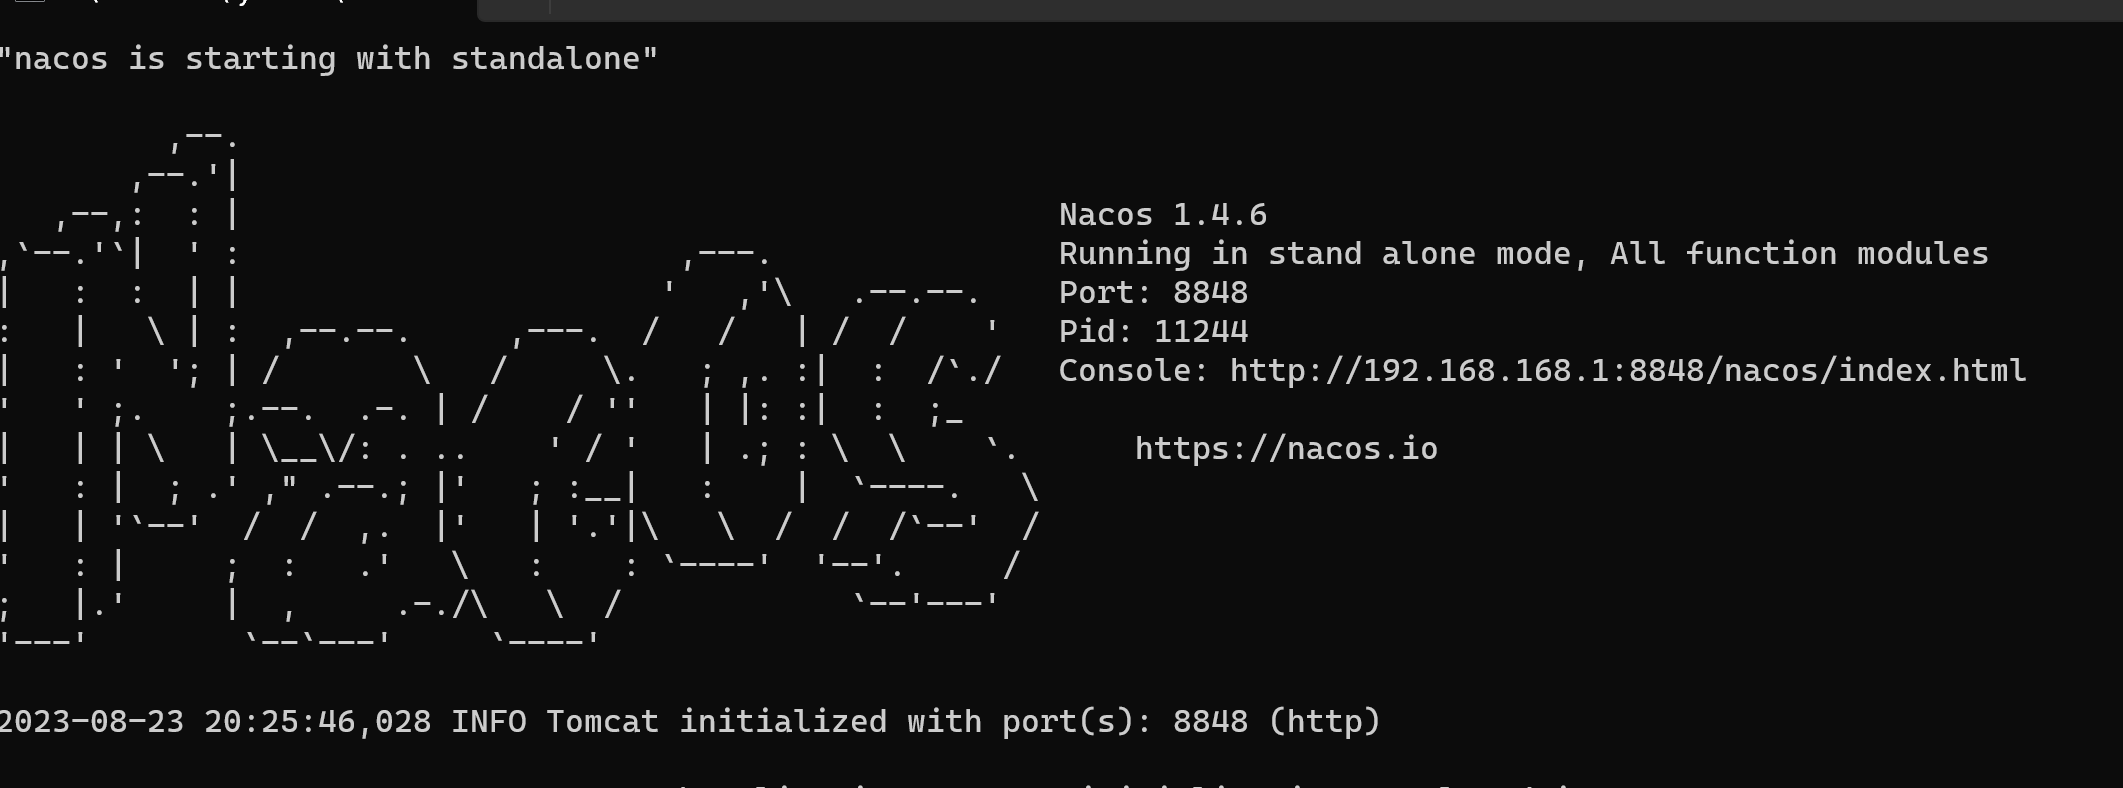 "nacos is starting with standalone"
Nacos 1.4.6
Running in stand alone mode, All function modules
Port: 8848
Pid: 11244
Console: http://192.168.168.1:8848/nacos/index.html
https://nacos.io
2023-08-23 20:25:46,028 INFO Tomcat initialized with port(s): 8848 (http)